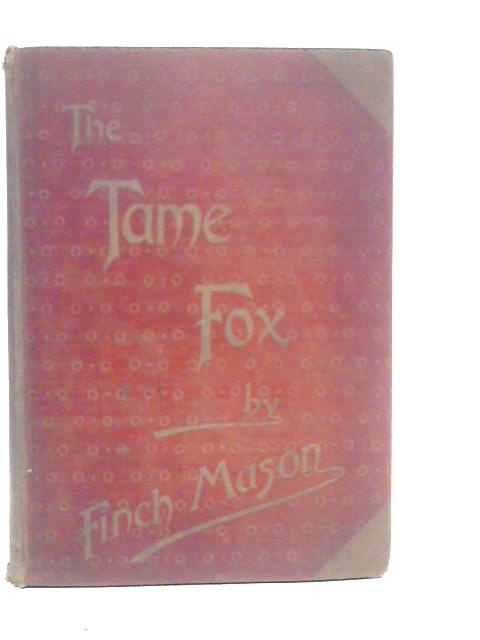 The
Tame
Fox
by
Finch Mason